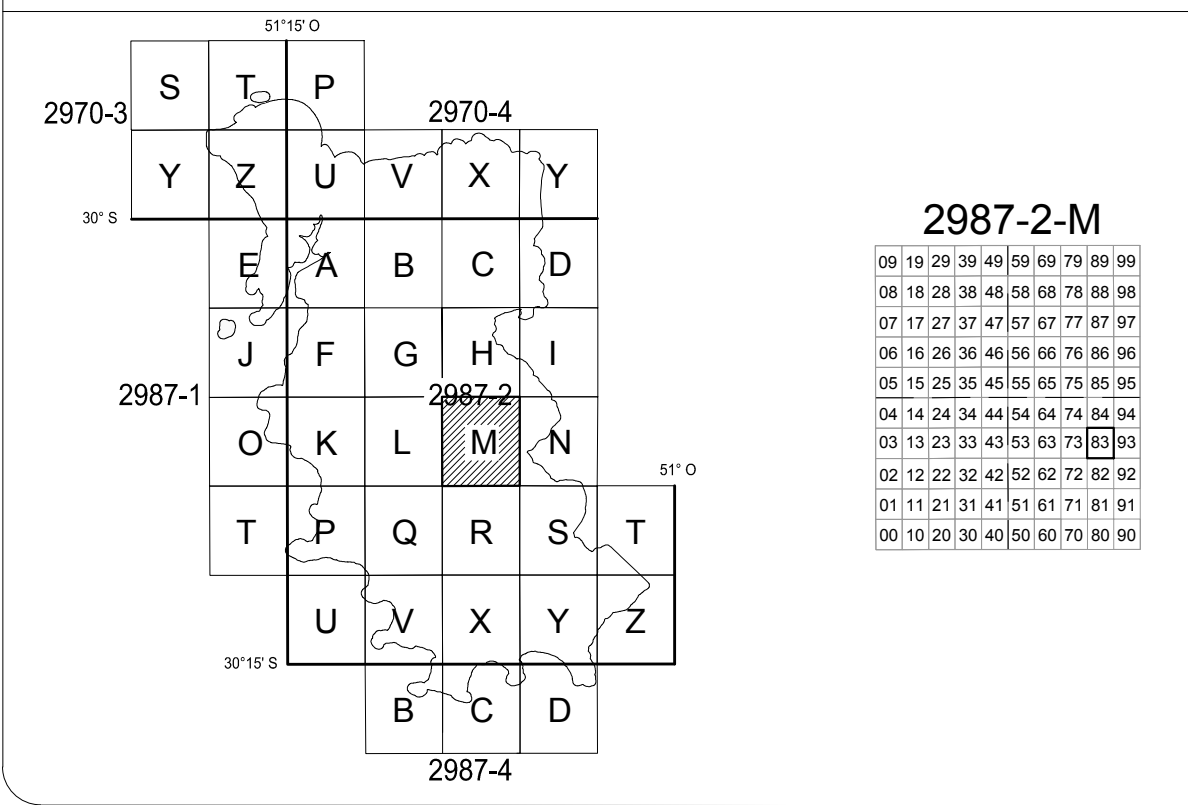 51°15' O
S T P
2970-3 2970-4
Y Z U V X Y
30° S
E A B C D
J F G H I
2987-1 2987-2
O K L M N
51° O
T P Q R S T
U V X Y Z
30°15' S
B C D
2987-4
2987-2-M
09 19 29 39 49 59 69 79 89 99
08 18 28 38 48 58 68 78 88 98
07 17 27 37 47 57 67 77 87 97
06 16 26 36 46 56 66 76 86 96
05 15 25 35 45 55 65 75 85 95
04 14 24 34 44 54 64 74 84 94
03 13 23 33 43 53 63 73 83 93
02 12 22 32 42 52 62 72 82 92
01 11 21 31 41 51 61 71 81 91
00 10 20 30 40 50 60 70 80 90